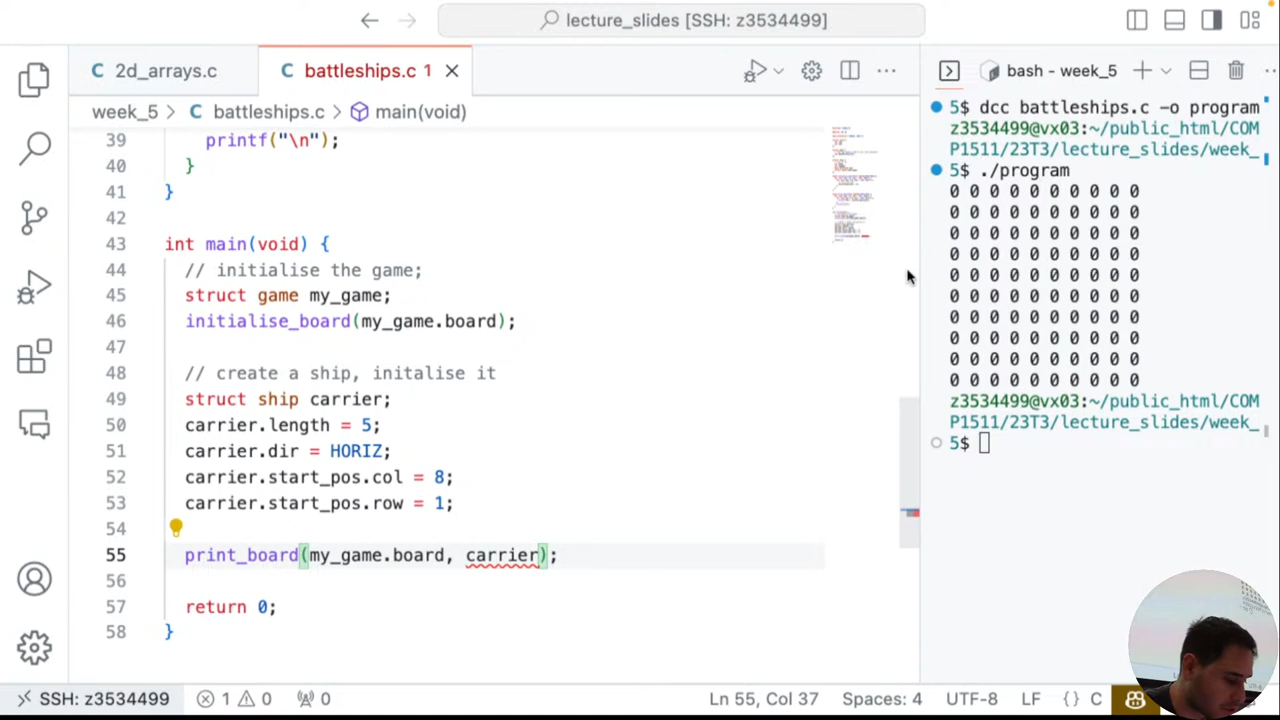 lecture_slides [SSH: z3534499]
2d_arrays.c
battleships.c 1
bash - week_5
week_5 > battleships.c > main(void)
39 printf("\n");
40 }
41 }
42
43 int main(void) {
44 // initialise the game;
45 struct game my_game;
46 initialise_board(my_game.board);
47
48 // create a ship, initalise it
49 struct ship carrier;
50 carrier.length = 5;
51 carrier.dir = HORIZ;
52 carrier.start_pos.col = 8;
53 carrier.start_pos.row = 1;
54
55 print_board(my_game.board, carrier);
56
57 return 0;
58 }
5$ dcc battleships.c -o program
z3534499@vx03:~/public_html/COM
P1511/23T3/lecture_slides/week_
5$ ./program
0 0 0 0 0 0 0 0 0 0
0 0 0 0 0 0 0 0 0 0
0 0 0 0 0 0 0 0 0 0
0 0 0 0 0 0 0 0 0 0
0 0 0 0 0 0 0 0 0 0
0 0 0 0 0 0 0 0 0 0
0 0 0 0 0 0 0 0 0 0
0 0 0 0 0 0 0 0 0 0
0 0 0 0 0 0 0 0 0 0
0 0 0 0 0 0 0 0 0 0
z3534499@vx03:~/public_html/COM
P1511/23T3/lecture_slides/week_
5$
SSH: z3534499 1 0 0 Ln 55, Col 37 Spaces: 4 UTF-8 LF {} C